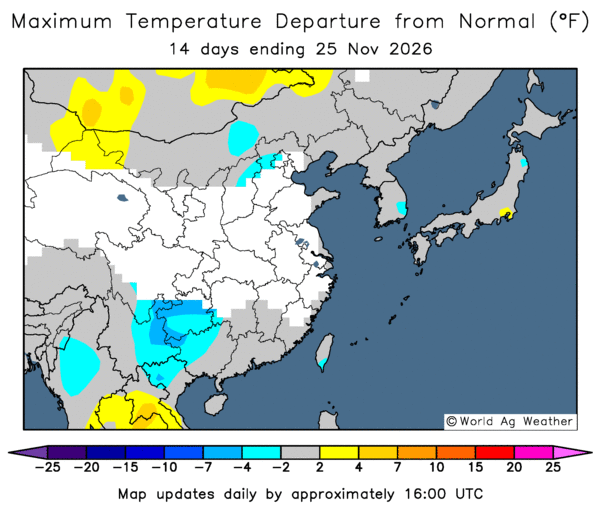 Maximum Temperature Departure from Normal (°F)
14 days ending 25 Nov 2026
© World Ag Weather
−25 −20 −15 −10 −7 −4 −2 2 4 7 10 15 20 25
Map updates daily by approximately 16:00 UTC